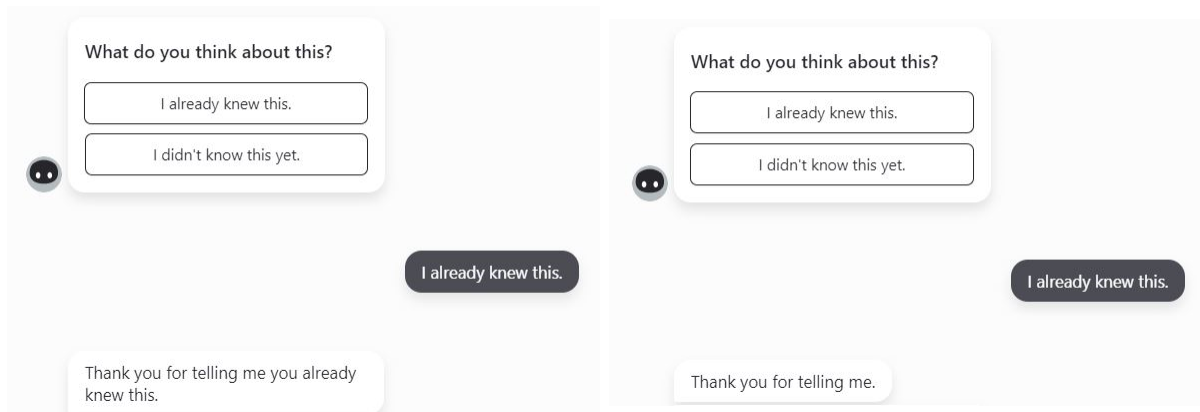 What do you think about this?
I already knew this.
I didn't know this yet.
I already knew this.
Thank you for telling me you already
knew this.
What do you think about this?
I already knew this.
I didn't know this yet.
I already knew this.
Thank you for telling me.